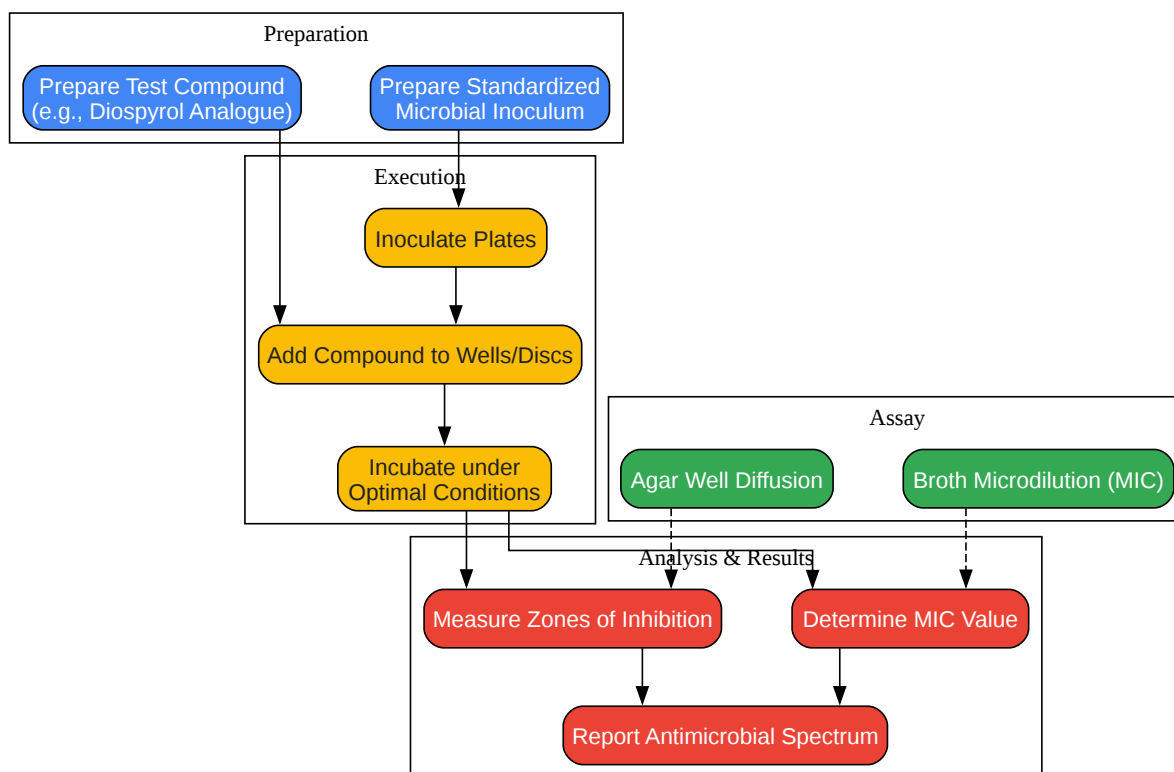 Preparation
Prepare Test Compound
(e.g., Diospyrol Analogue)
Prepare Standardized
Microbial Inoculum
Execution
Inoculate Plates
Add Compound to Wells/Discs
Incubate under
Optimal Conditions
Assay
Agar Well Diffusion
Broth Microdilution (MIC)
Analysis & Results
Measure Zones of Inhibition
Determine MIC Value
Report Antimicrobial Spectrum